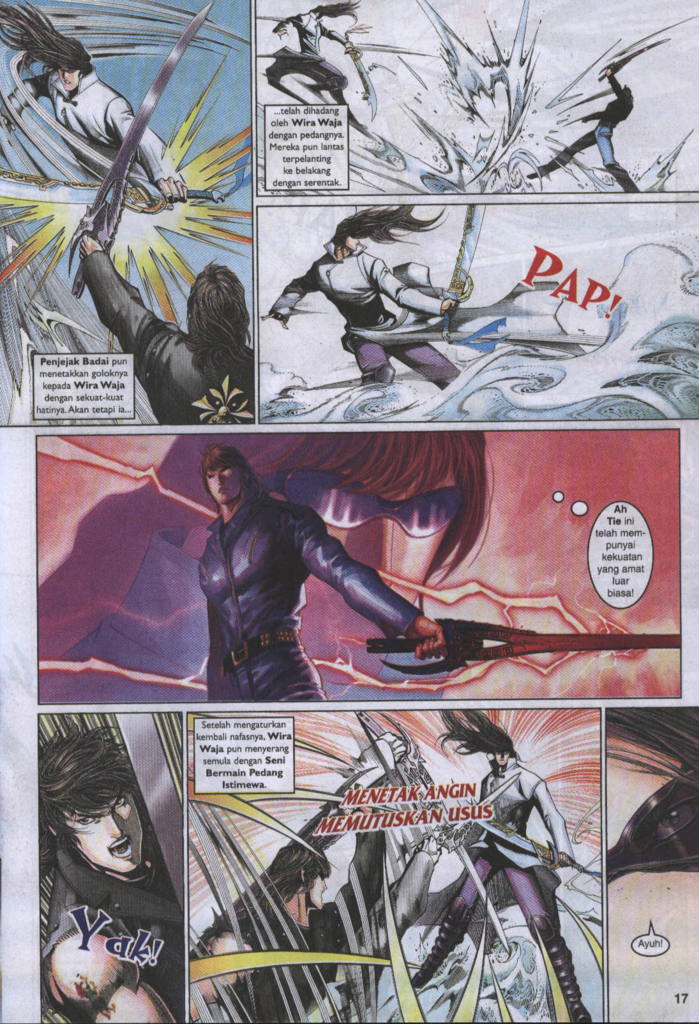 Penjejak Badai pun
menetakkan goloknya
kepada Wira Waja
dengan sekuat-kuat
hatinya. Akan tetapi ia...
...telah dihadang
oleh Wira Waja
dengan pedangnya.
Mereka pun lantas
terpelanting
ke belakang
dengan serentak.
PAP!
Ah
Tie ini
telah mem-
punyai
kekuatan
yang amat
luar
biasa!
Yak!
Setelah mengaturkan
kembali nafasnya, Wira
Waja pun menyerang
semula dengan Seni
Bermain Pedang
Istimewa.
MENETAK ANGIN
MEMUTUSKAN USUS
Ayuh!
17